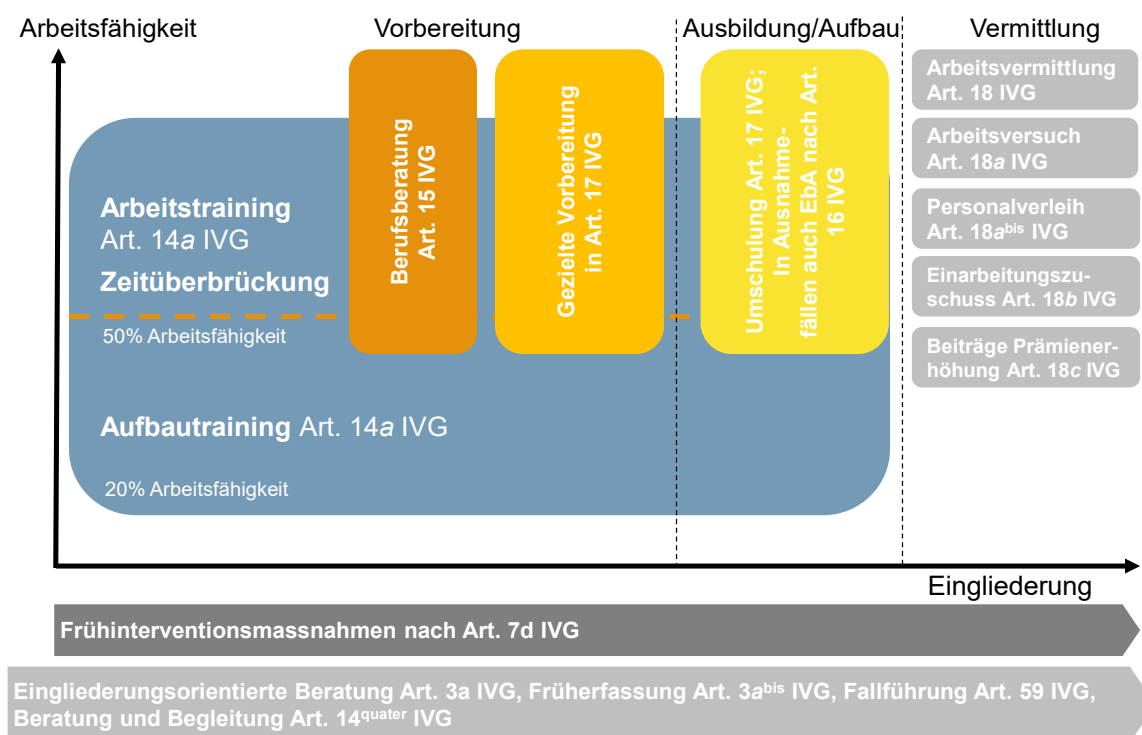 Arbeitsfähigkeit
Vorbereitung
Ausbildung/Aufbau
Vermittlung
Arbeitstraining
Art. 14a IVG
Zeitüberbrückung
50% Arbeitsfähigkeit
Aufbautraining Art. 14a IVG
20% Arbeitsfähigkeit
Berufsberatung
Art. 15 IVG
Gezielte Vorbereitung
in Art. 17 IVG
Umschulung Art. 17 IVG;
In Ausnahme-
fällen auch EbA nach Art.
16 IVG
Arbeitsvermittlung
Art. 18 IVG
Arbeitsversuch
Art. 18a IVG
Personalverleih
Art. 18aᵇⁱˢ IVG
Einarbeitungszu-
schuss Art. 18b IVG
Beiträge Prämiener-
höhung Art. 18c IVG
Eingliederung
Frühinterventionsmassnahmen nach Art. 7d IVG
Eingliederungsorientierte Beratung Art. 3a IVG, Früherfassung Art. 3aᵇⁱˢ IVG, Fallführung Art. 59 IVG,
Beratung und Begleitung Art. 14quater IVG